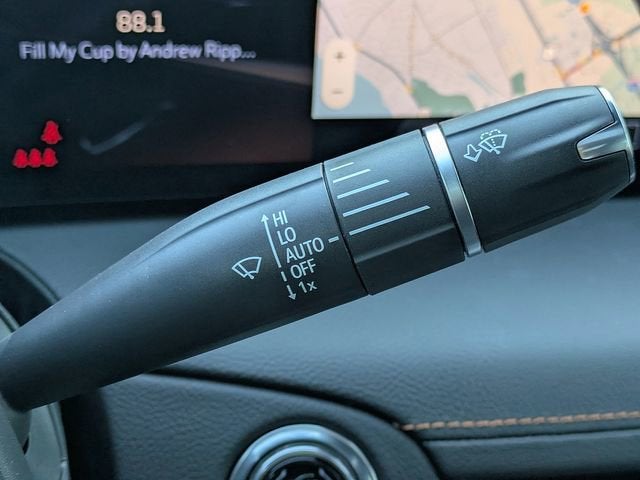 88.1
Fill My Cup by Andrew Ripp...
HI
LO
AUTO
OFF
1x